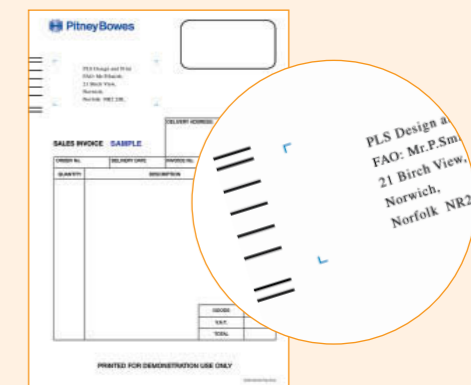 Pitney Bowes
PLS Design and Print
FAO: Mr.P.Smith,
21 Birch View,
Norwich,
Norfolk NR2
DELIVERY ADDRESS
SALES INVOICE SAMPLE
ORDER No. DELIVERY DATE INVOICE No.
QUANTITY DESCRIPTION
GOODS
V.A.T.
TOTAL
PRINTED FOR DEMONSTRATION USE ONLY
PLS Design a
FAO: Mr.P.Sm
21 Birch View,
Norwich,
Norfolk NR2